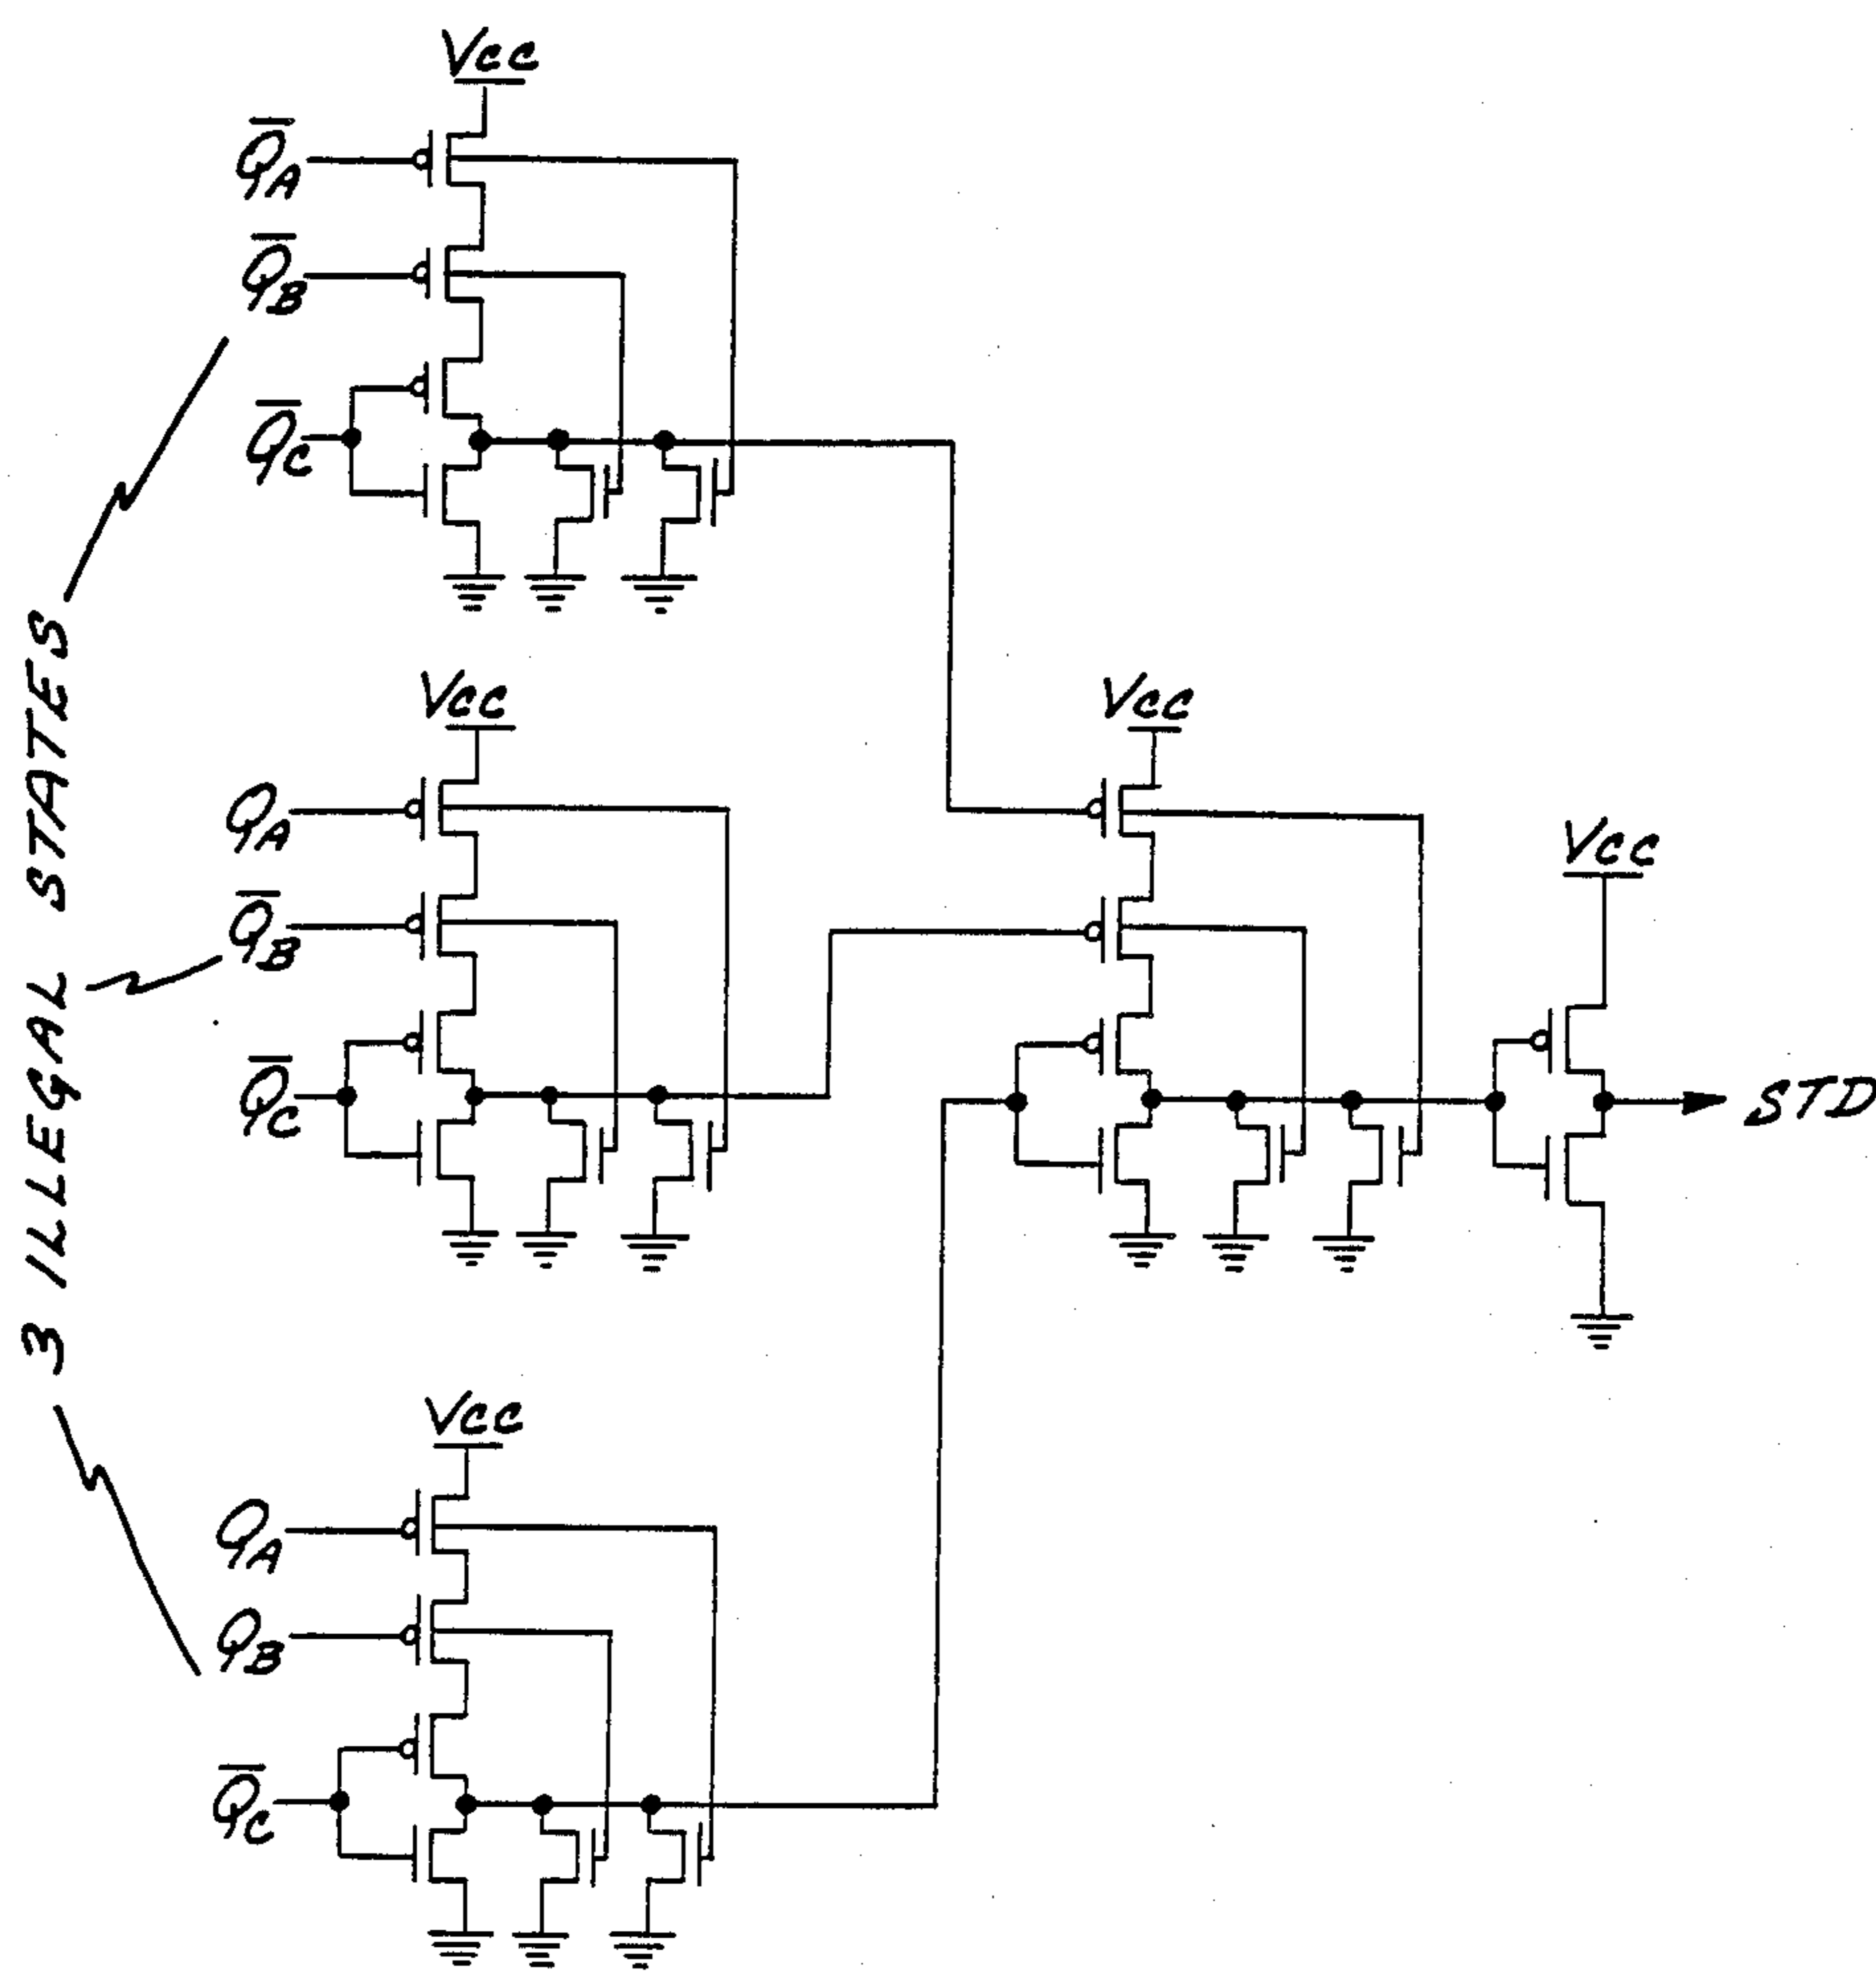 Vcc
Q̅A
Q̅B
Q̅C
Vcc
QA
Q̅B
Q̅C
Vcc
Vcc
STD
Vcc
QA
QB
Q̅C
3 ILLEGAL STATES